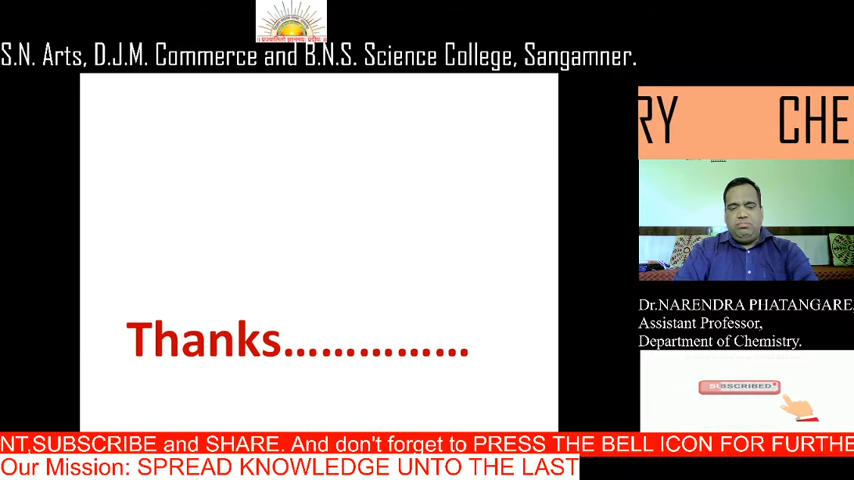 S.N. Arts, D.J.M. Commerce and B.N.S. Science College, Sangamner.
RY CHE
Thanks...............
Dr.NARENDRA PHATANGARE,
Assistant Professor,
Department of Chemistry.
SUBSCRIBED
NT,SUBSCRIBE and SHARE. And don't forget to PRESS THE BELL ICON FOR FURTHE
Our Mission: SPREAD KNOWLEDGE UNTO THE LAST